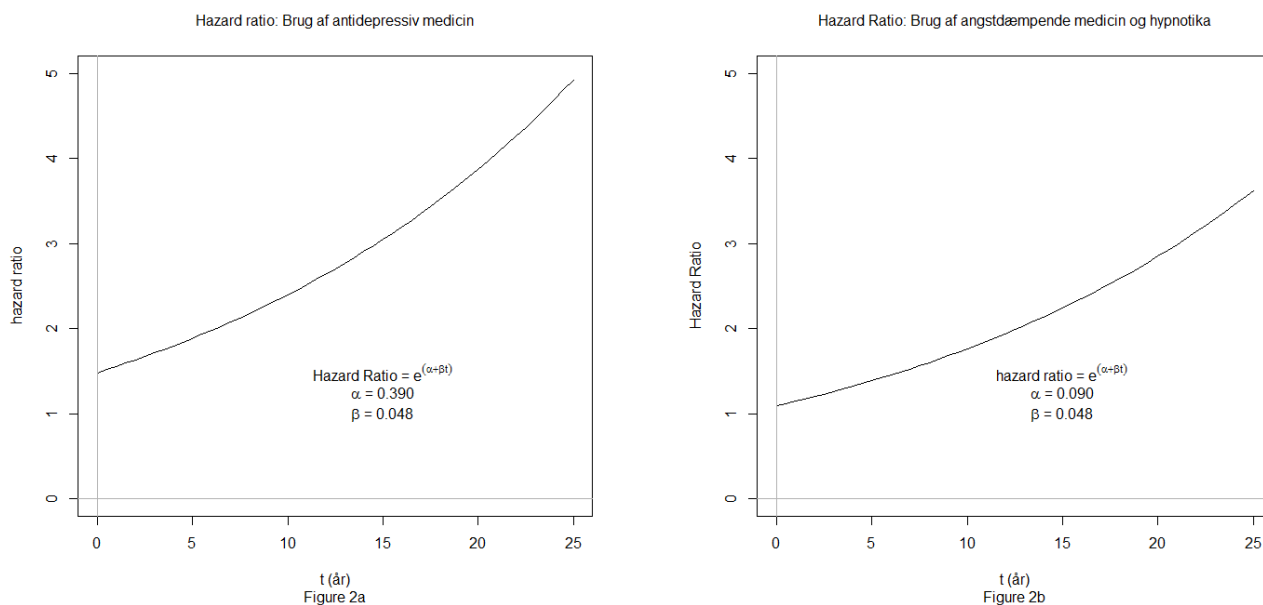 Hazard ratio: Brug af antidepressiv medicin
hazard ratio
5
4
3
2
1
0
Hazard Ratio = e^(α+βt)
α = 0.390
β = 0.048
0 5 10 15 20 25
t (år)
Figure 2a
Hazard Ratio: Brug af angstdæmpende medicin og hypnotika
Hazard Ratio
5
4
3
2
1
0
hazard ratio = e^(α+βt)
α = 0.090
β = 0.048
0 5 10 15 20 25
t (år)
Figure 2b